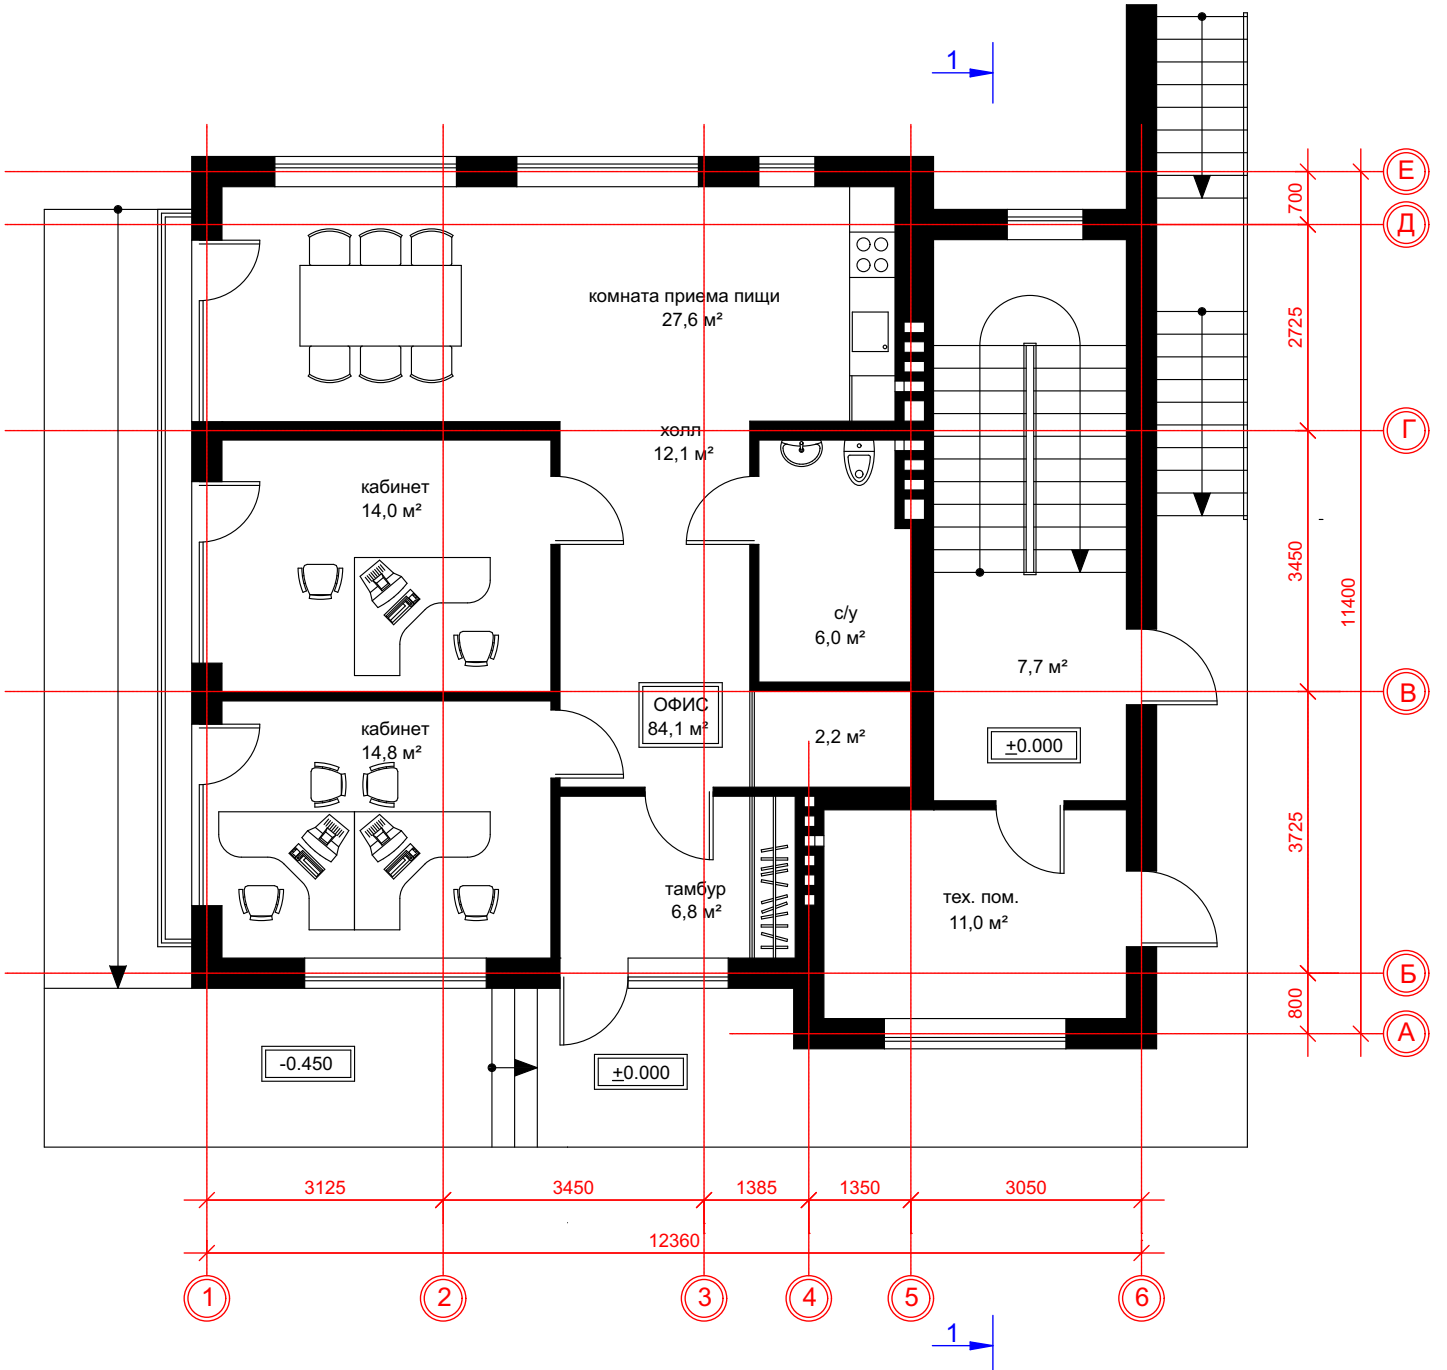 1
Е
700
Д
комната приема пищи
27,6 м²
2725
Г
холл
12,1 м²
кабинет
14,0 м²
3450
11400
с/у
6,0 м²
7,7 м²
В
ОФИС
84,1 м²
2,2 м²
±0.000
кабинет
14,8 м²
3725
тамбур
6,8 м²
тех. пом.
11,0 м²
Б
800
А
-0.450
±0.000
3125
3450
1385
1350
3050
12360
1
2
3
4
5
6
1